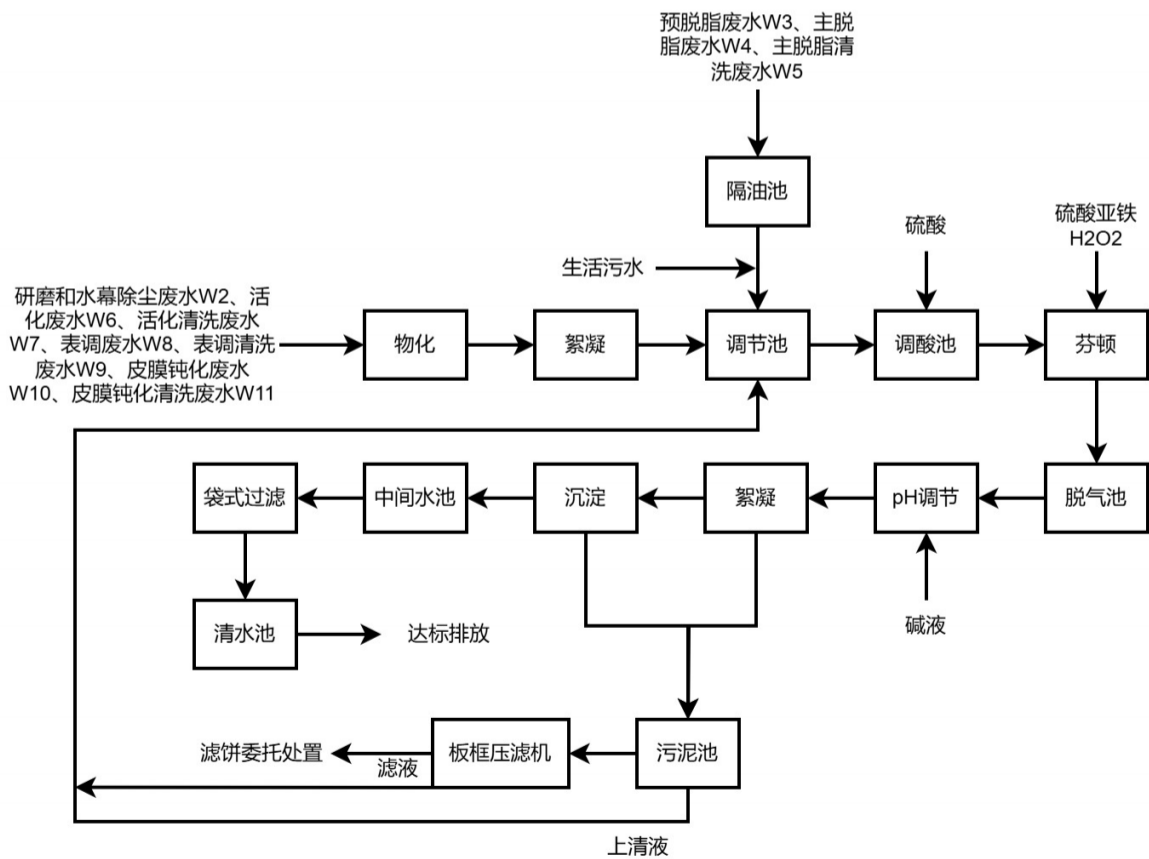 预脱脂废水W3、主脱
脂废水W4、主脱脂清
洗废水W5
隔油池
硫酸
硫酸亚铁
H2O2
生活污水
研磨和水幕除尘废水W2、活
化废水W6、活化清洗废水
W7、表调废水W8、表调清洗
废水W9、皮膜钝化废水
W10、皮膜钝化清洗废水W11
物化
絮凝
调节池
调酸池
芬顿
袋式过滤
中间水池
沉淀
絮凝
pH调节
脱气池
清水池
达标排放
碱液
滤饼委托处置
滤液
板框压滤机
污泥池
上清液